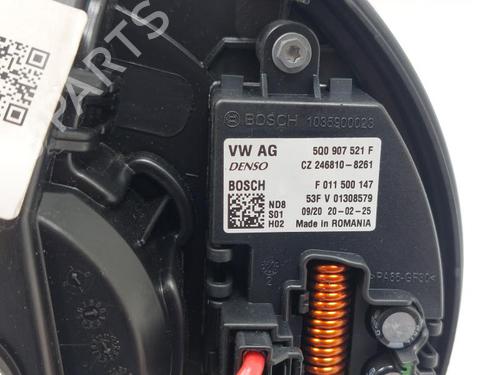 PARTS
BOSCH 1035900023
VW AG 5Q0 907 521 F
DENSO CZ 246810-8261
BOSCH F 011 500 147
ND8 53F V 01308579
S01 09/20 20-02-25
H02 Made in ROMANIA
>PA66-GF30<